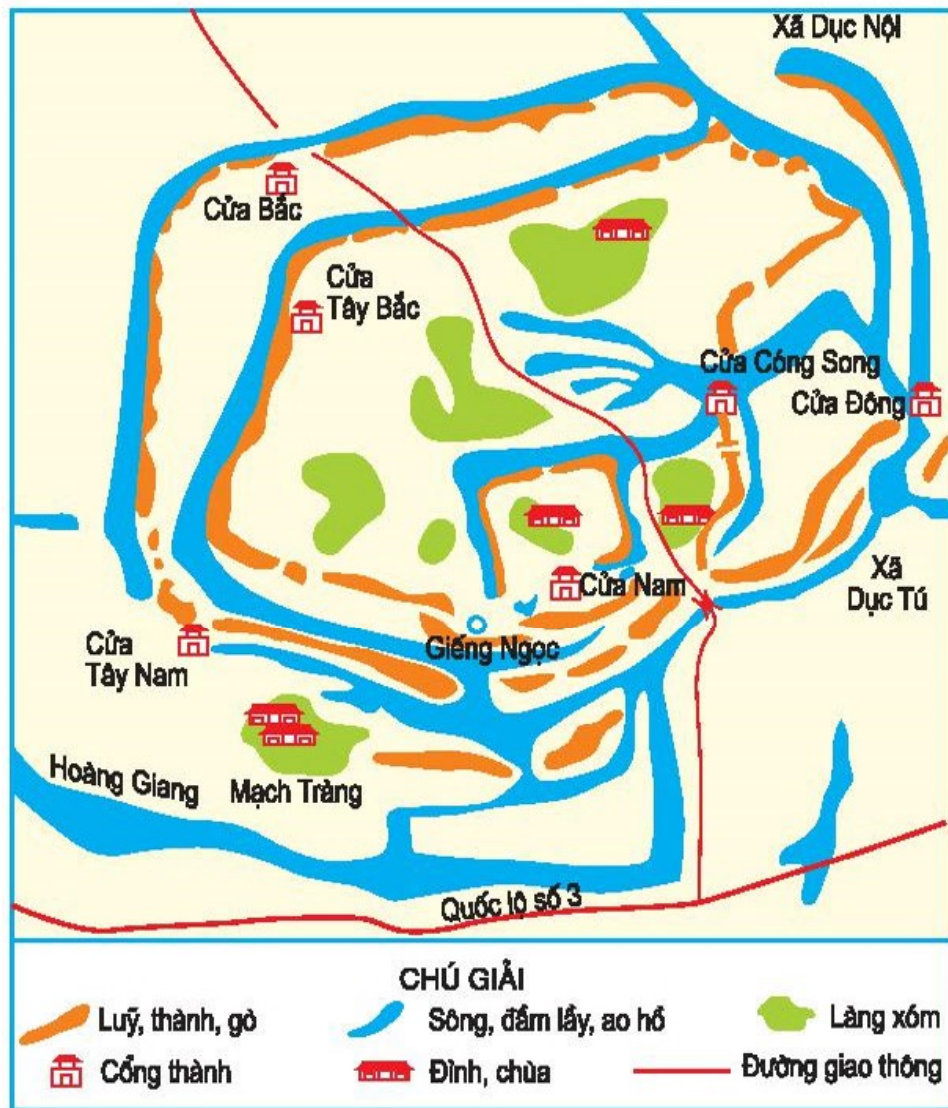 Xã Dục Nội
Cửa Bắc
Cửa
Tây Bắc
Cửa Cóng Song
Cửa Đông
Xã
Dục Tú
Cửa Nam
Giếng Ngọc
Cửa
Tây Nam
Hoàng Giang
Mạch Tràng
Quốc lộ số 3
CHÚ GIẢI
Luỹ, thành, gò
Sông, đầm lầy, ao hồ
Làng xóm
Cổng thành
Đình, chùa
Đường giao thông